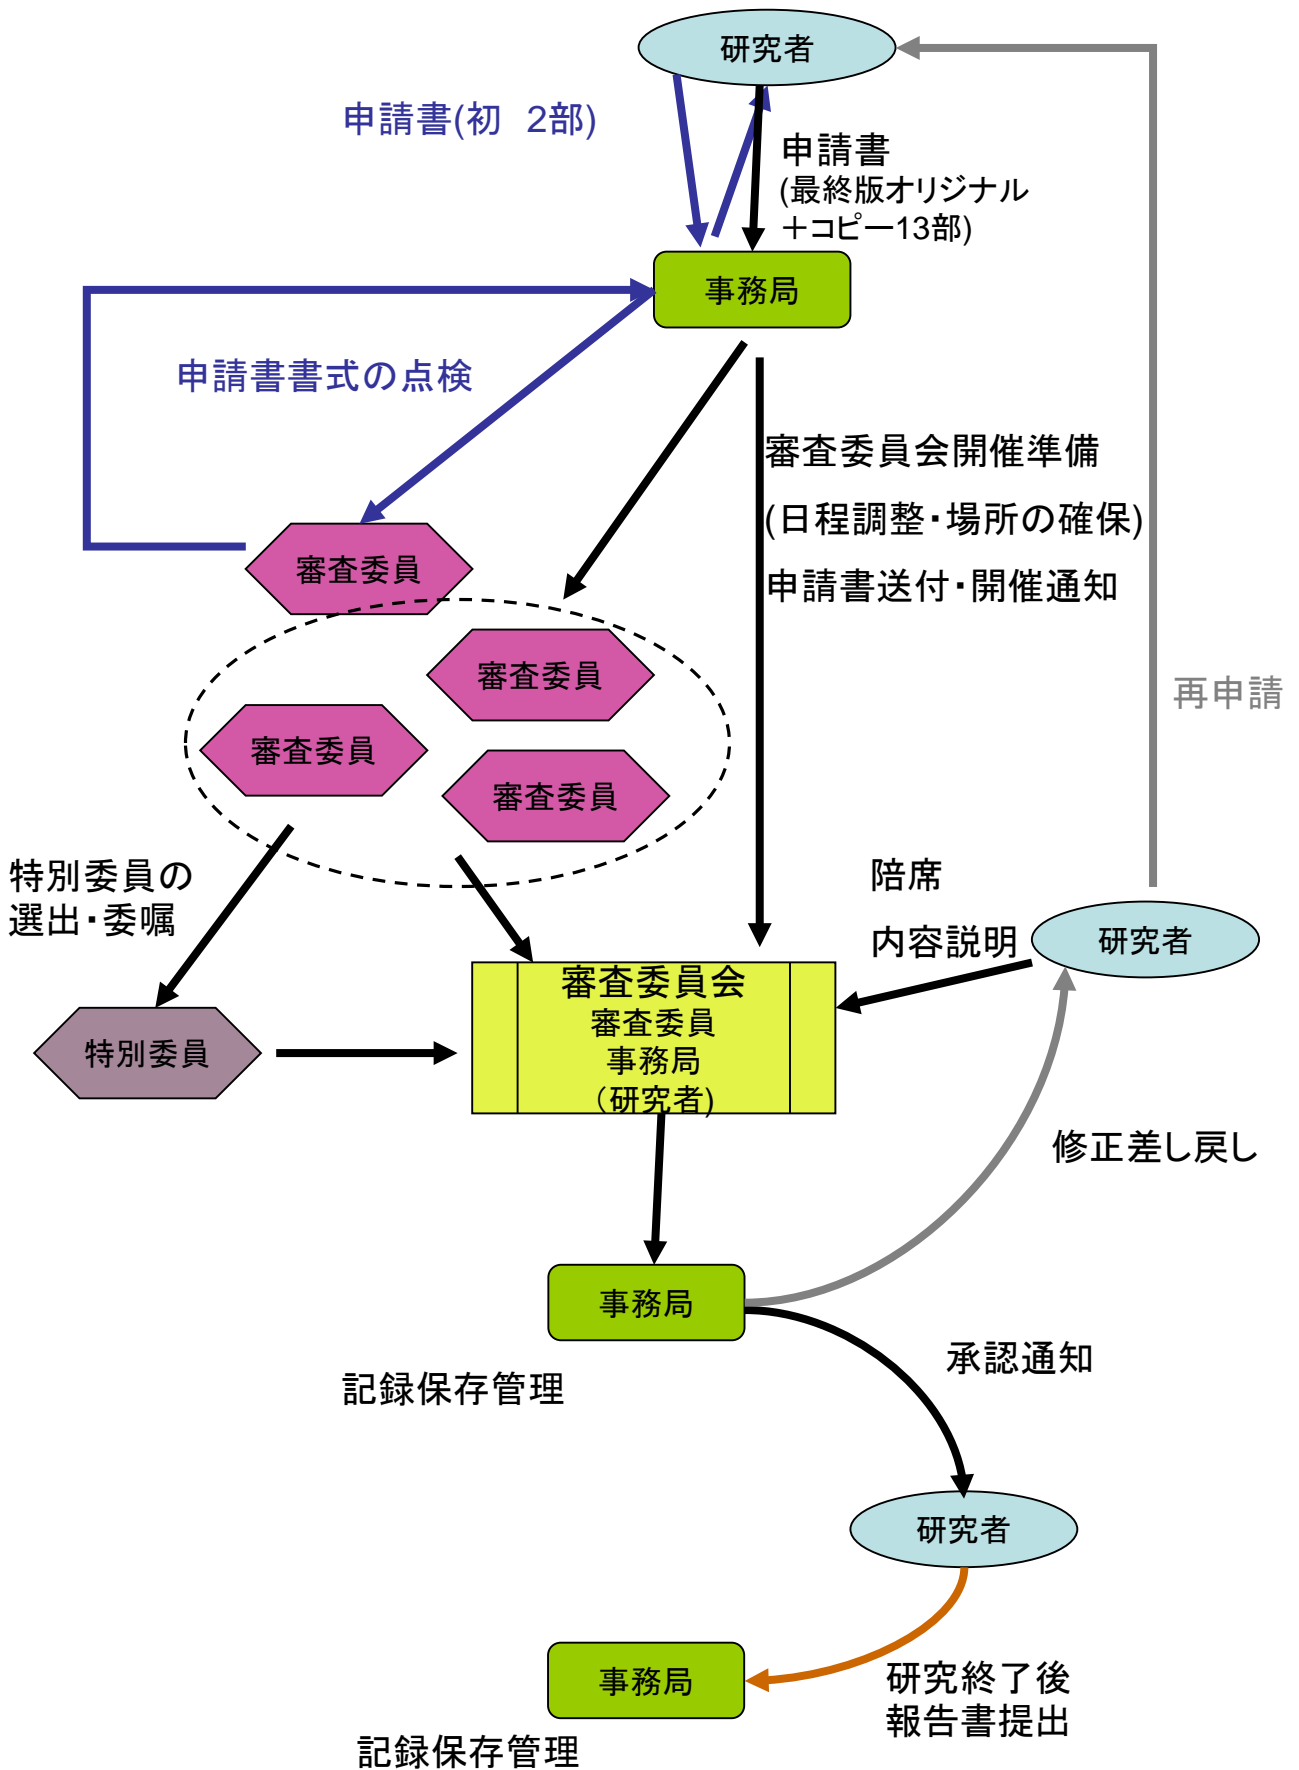 研究者
申請書(初　2部)
申請書
(最終版オリジナル
＋コピー13部)
事務局
申請書書式の点検
審査委員会開催準備
(日程調整・場所の確保)
申請書送付・開催通知
審査委員
審査委員
審査委員
審査委員
再申請
特別委員の
選出・委嘱
陪席
内容説明
研究者
審査委員会
審査委員
事務局
（研究者)
特別委員
修正差し戻し
事務局
承認通知
記録保存管理
研究者
事務局
研究終了後
報告書提出
記録保存管理